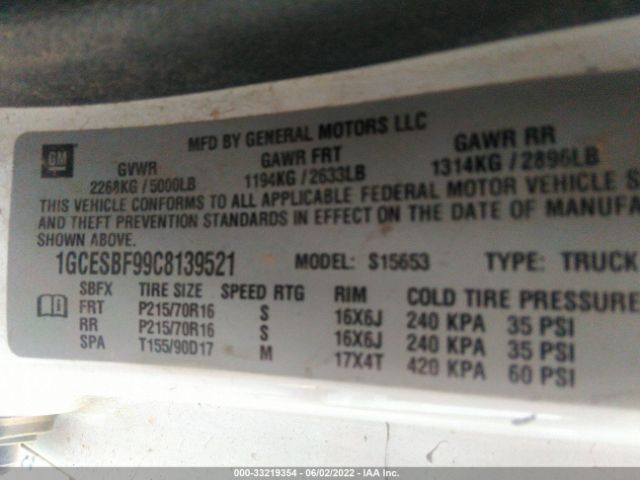 MFD BY GENERAL MOTORS LLC
GM
GVWR GAWR FRT GAWR RR
2268KG / 5000LB 1194KG / 2633LB 1314KG / 2896LB
THIS VEHICLE CONFORMS TO ALL APPLICABLE FEDERAL MOTOR VEHICLE S
AND THEFT PREVENTION STANDARDS IN EFFECT ON THE DATE OF MANUFA
SHOWN ABOVE.
1GCESBF99C8139521 MODEL: S15653 TYPE: TRUCK
SBFX TIRE SIZE SPEED RTG RIM COLD TIRE PRESSURE
FRT P215/70R16 S 16X6J 240 KPA 35 PSI
RR P215/70R16 S 16X6J 240 KPA 35 PSI
SPA T155/90D17 M 17X4T 420 KPA 60 PSI
000-33219354 - 06/02/2022 - IAA Inc.